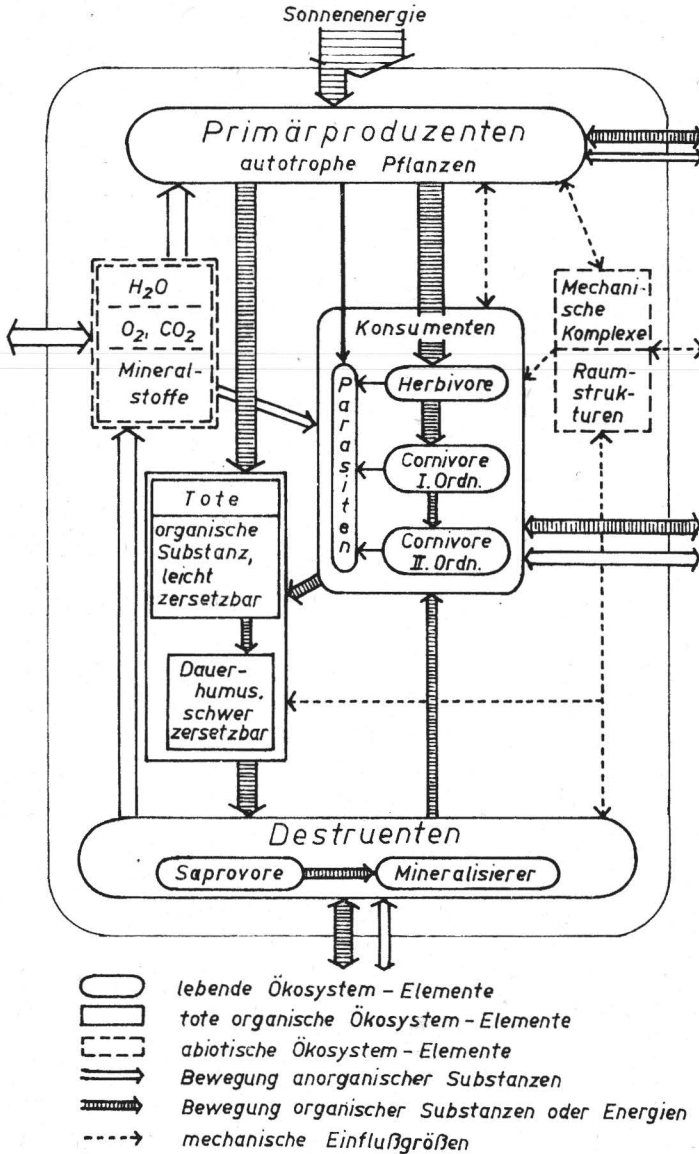 Sonnenenergie
Primärproduzenten
autotrophe Pflanzen
H₂O
O₂, CO₂
Mineral-
stoffe
Mechani-
sche
Komplexe
Raum-
struk-
turen
Konsumenten
Parasiten
Herbivore
Cornivore
I. Ordn.
Cornivore
II. Ordn.
Tote
organische
Substanz,
leicht
zersetzbar
Dauer-
humus,
schwer
zersetzbar
Destruenten
Saprovore
Mineralisierer
lebende Ökosystem - Elemente
tote organische Ökosystem - Elemente
abiotische Ökosystem - Elemente
Bewegung anorganischer Substanzen
Bewegung organischer Substanzen oder Energien
mechanische Einflußgrößen